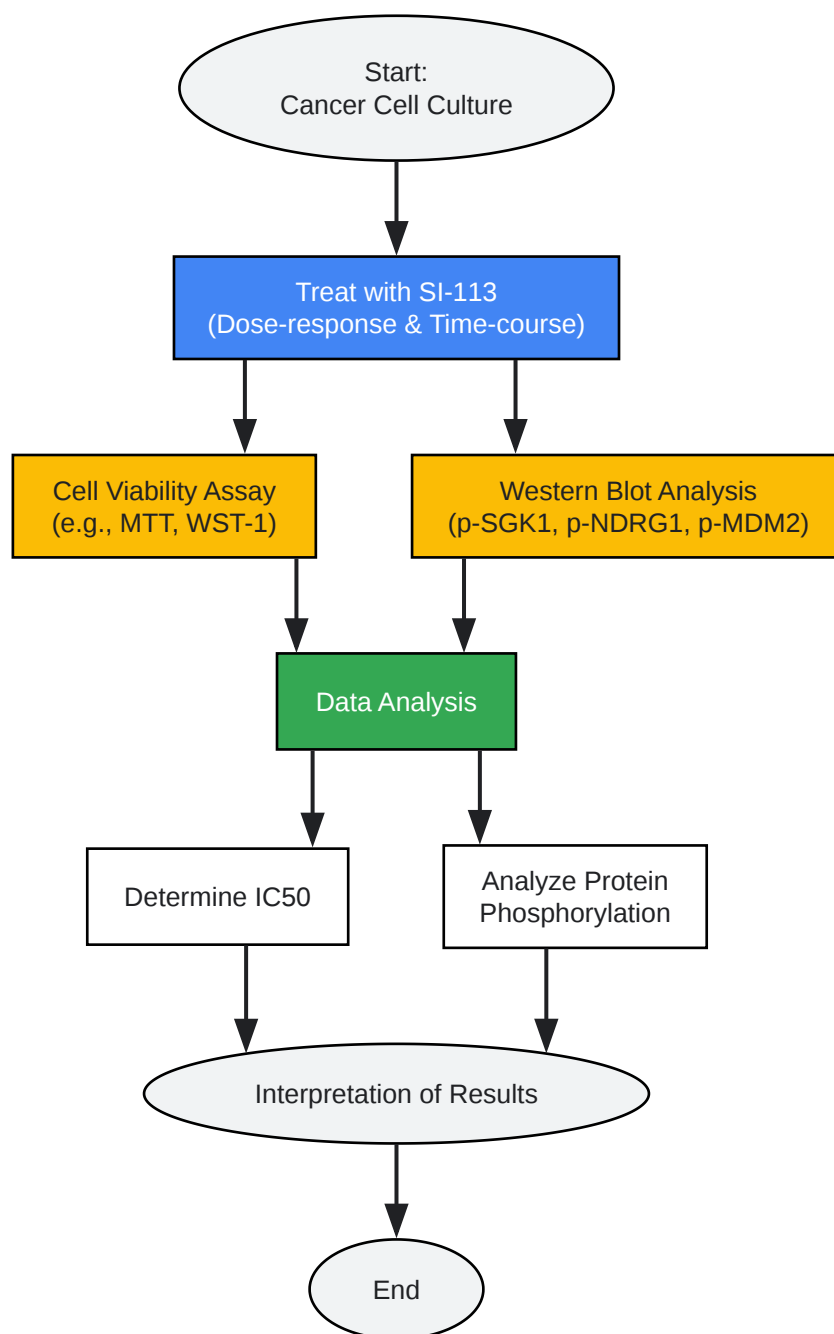 Start:
Cancer Cell Culture
Treat with SI-113
(Dose-response & Time-course)
Cell Viability Assay
(e.g., MTT, WST-1)
Western Blot Analysis
(p-SGK1, p-NDRG1, p-MDM2)
Data Analysis
Determine IC50
Analyze Protein
Phosphorylation
Interpretation of Results
End